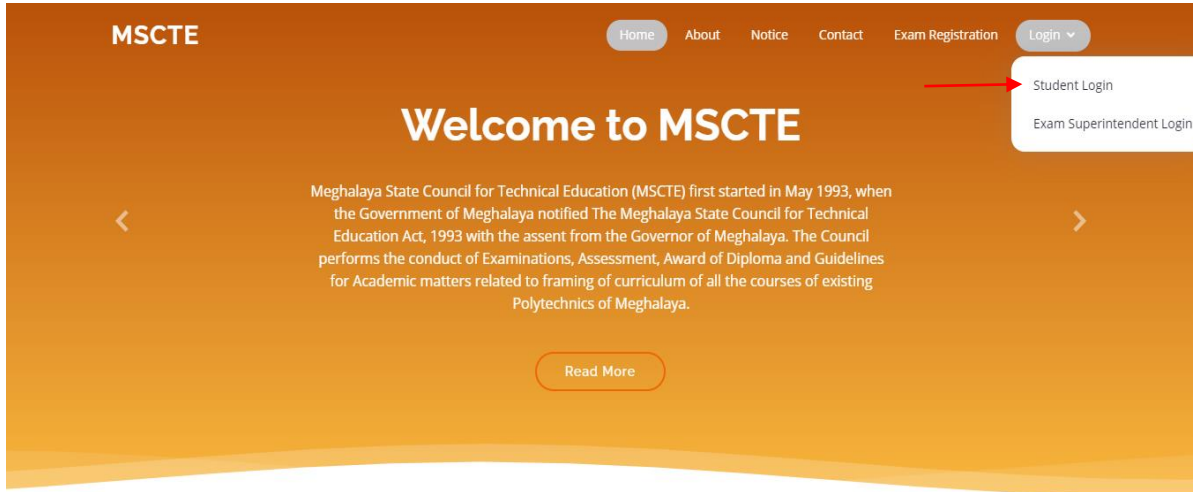 MSCTE
Home About Notice Contact Exam Registration Login
Student Login
Exam Superintendent Login
Welcome to MSCTE
Meghalaya State Council for Technical Education (MSCTE) first started in May 1993, when
the Government of Meghalaya notified The Meghalaya State Council for Technical
Education Act, 1993 with the assent from the Governor of Meghalaya. The Council
performs the conduct of Examinations, Assessment, Award of Diploma and Guidelines
for Academic matters related to framing of curriculum of all the courses of existing
Polytechnics of Meghalaya.
Read More